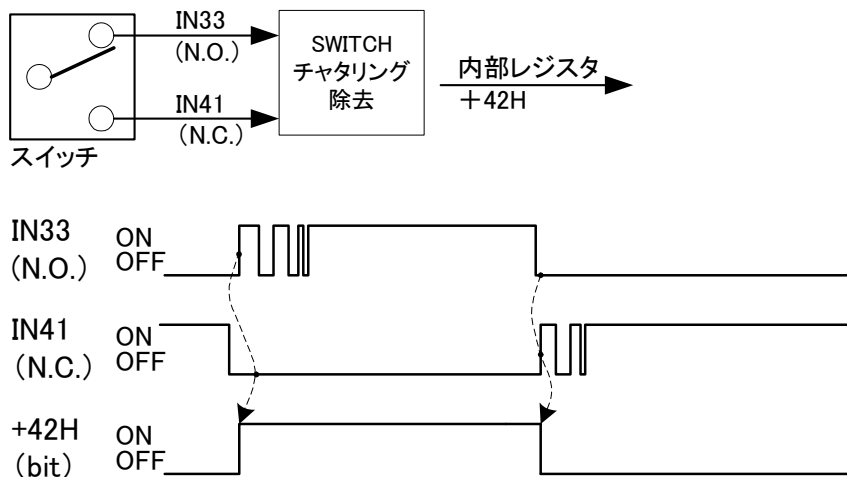 IN33
(N.O.)
IN41
(N.C.)
スイッチ
SWITCH
チャタリング
除去
内部レジスタ
+42H
IN33
(N.O.)
ON
OFF
IN41
(N.C.)
ON
OFF
+42H
(bit)
ON
OFF